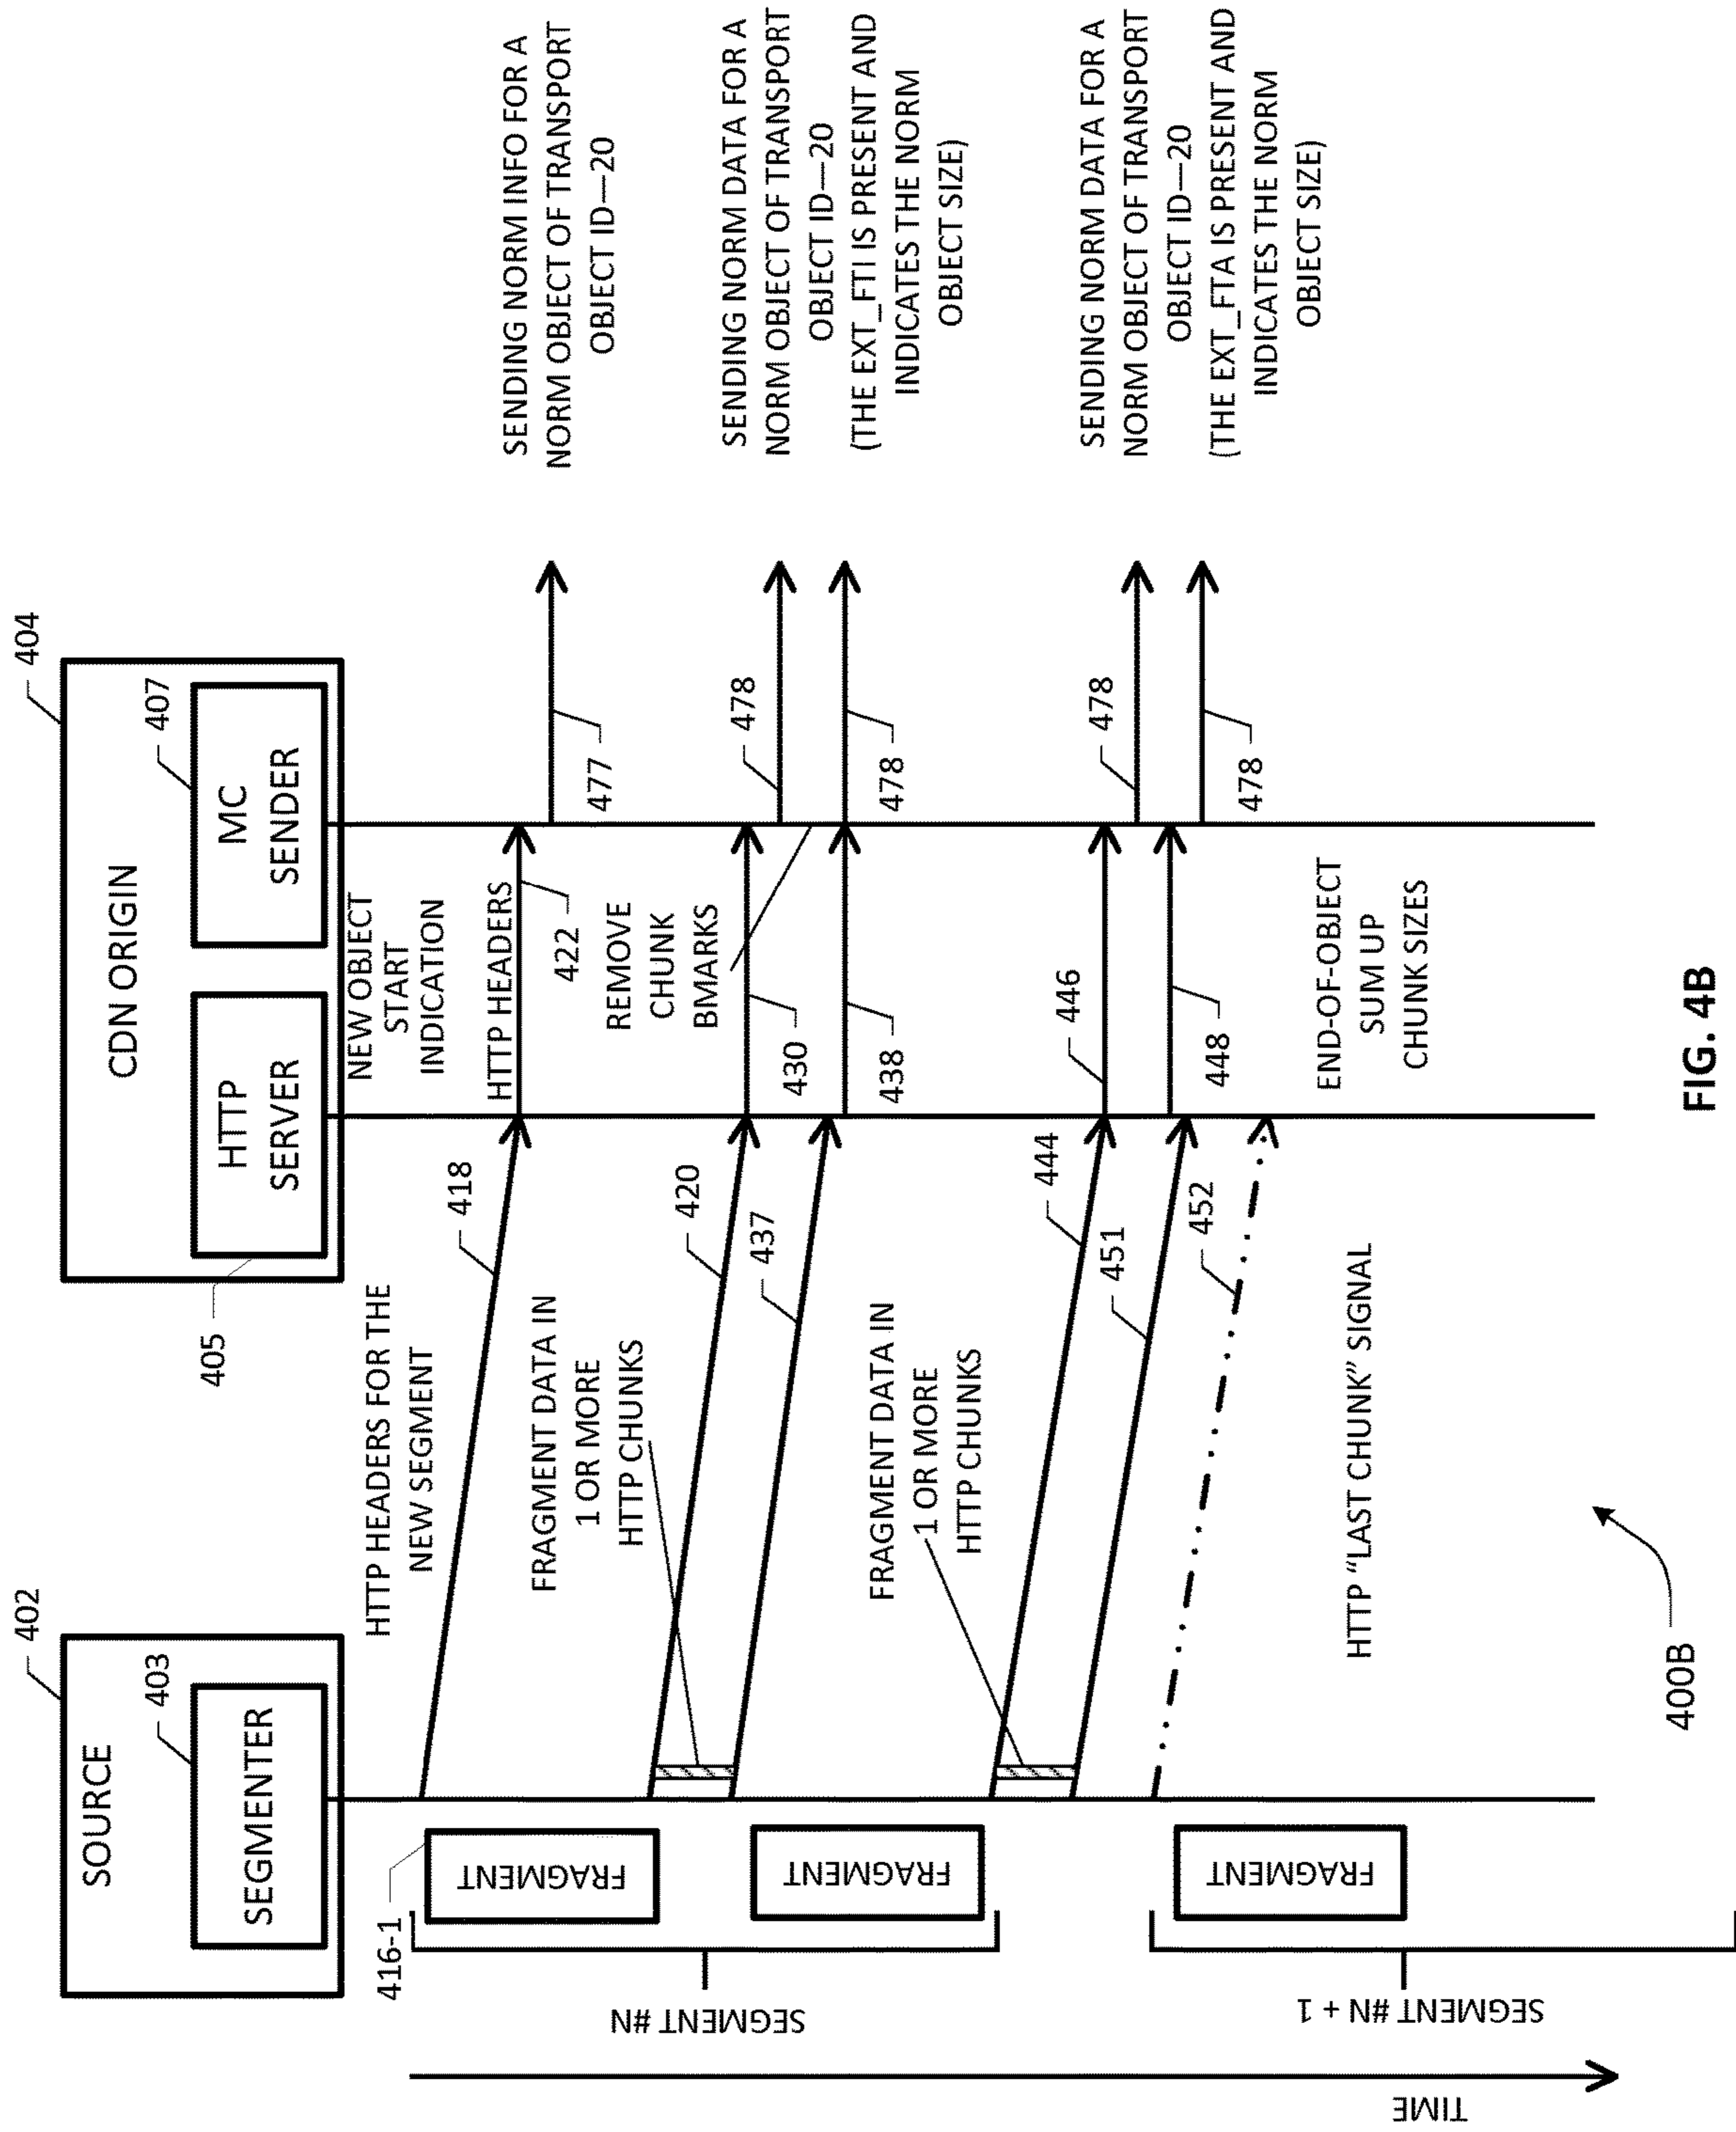 402
SOURCE
403
SEGMENTER
404
CDN ORIGIN
405
HTTP
SERVER
407
MC
SENDER
TIME
SEGMENT #N
SEGMENT #N + 1
416-1
FRAGMENT
FRAGMENT
FRAGMENT
HTTP HEADERS FOR THE
NEW SEGMENT
418
FRAGMENT DATA IN
1 OR MORE
HTTP CHUNKS
420
437
FRAGMENT DATA IN
1 OR MORE
HTTP CHUNKS
444
451
452
HTTP “LAST CHUNK” SIGNAL
NEW OBJECT
START
INDICATION
HTTP HEADERS
422
REMOVE
CHUNK
BMARKS
430
438
446
448
END-OF-OBJECT
SUM UP
CHUNK SIZES
477
478
478
478
478
SENDING NORM INFO FOR A
NORM OBJECT OF TRANSPORT
OBJECT ID—20
SENDING NORM DATA FOR A
NORM OBJECT OF TRANSPORT
OBJECT ID—20
(THE EXT_FTI IS PRESENT AND
INDICATES THE NORM
OBJECT SIZE)
SENDING NORM DATA FOR A
NORM OBJECT OF TRANSPORT
OBJECT ID—20
(THE EXT_FTA IS PRESENT AND
INDICATES THE NORM
OBJECT SIZE)
400B
FIG. 4B